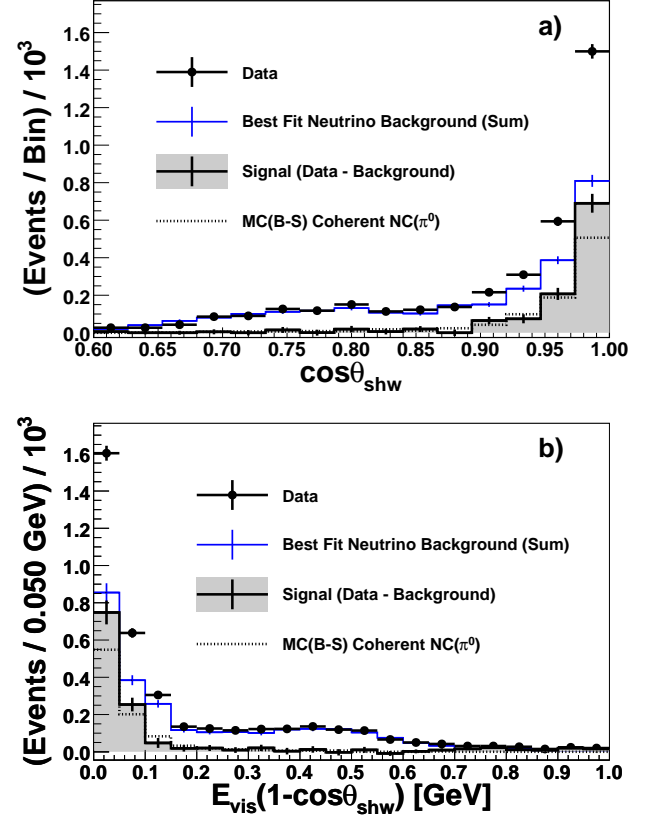 a)
(Events / Bin) / 10³
1.6
1.4
1.2
1.0
0.8
0.6
0.4
0.2
0.0
Data
Best Fit Neutrino Background (Sum)
Signal (Data - Background)
MC(B-S) Coherent NC(π⁰)
0.60 0.65 0.70 0.75 0.80 0.85 0.90 0.95 1.00
cosθshw
b)
(Events / 0.050 GeV) / 10³
1.6
1.4
1.2
1.0
0.8
0.6
0.4
0.2
0.0
Data
Best Fit Neutrino Background (Sum)
Signal (Data - Background)
MC(B-S) Coherent NC(π⁰)
0.0 0.1 0.2 0.3 0.4 0.5 0.6 0.7 0.8 0.9 1.0
Evis(1-cosθshw) [GeV]